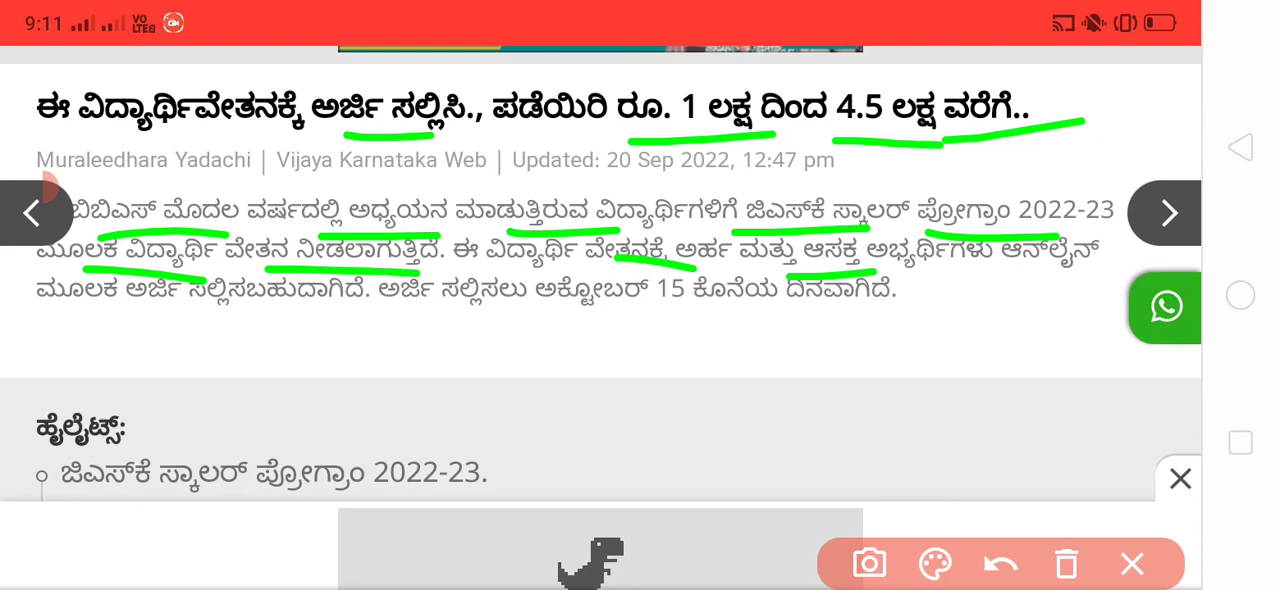 9:11 VO LTE
ಈ ವಿದ್ಯಾರ್ಥಿವೇತನಕ್ಕೆ ಅರ್ಜಿ ಸಲ್ಲಿಸಿ., ಪಡೆಯಿರಿ ರೂ. 1 ಲಕ್ಷ ದಿಂದ 4.5 ಲಕ್ಷ ವರೆಗೆ..
Muraleedhara Yadachi | Vijaya Karnataka Web | Updated: 20 Sep 2022, 12:47 pm
ಬಿಬಿಎಸ್ ಮೊದಲ ವರ್ಷದಲ್ಲಿ ಅಧ್ಯಯನ ಮಾಡುತ್ತಿರುವ ವಿದ್ಯಾರ್ಥಿಗಳಿಗೆ ಜಿಎಸ್‌ಕೆ ಸ್ಕಾಲರ್ ಪ್ರೋಗ್ರಾಂ 2022-23
ಮೂಲಕ ವಿದ್ಯಾರ್ಥಿ ವೇತನ ನೀಡಲಾಗುತ್ತಿದೆ. ಈ ವಿದ್ಯಾರ್ಥಿ ವೇತನಕ್ಕೆ ಅರ್ಹ ಮತ್ತು ಆಸಕ್ತ ಅಭ್ಯರ್ಥಿಗಳು ಆನ್‌ಲೈನ್
ಮೂಲಕ ಅರ್ಜಿ ಸಲ್ಲಿಸಬಹುದಾಗಿದೆ. ಅರ್ಜಿ ಸಲ್ಲಿಸಲು ಅಕ್ಟೋಬರ್ 15 ಕೊನೆಯ ದಿನವಾಗಿದೆ.
ಹೈಲೈಟ್ಸ್‌:
ಜಿಎಸ್‌ಕೆ ಸ್ಕಾಲರ್ ಪ್ರೋಗ್ರಾಂ 2022-23.